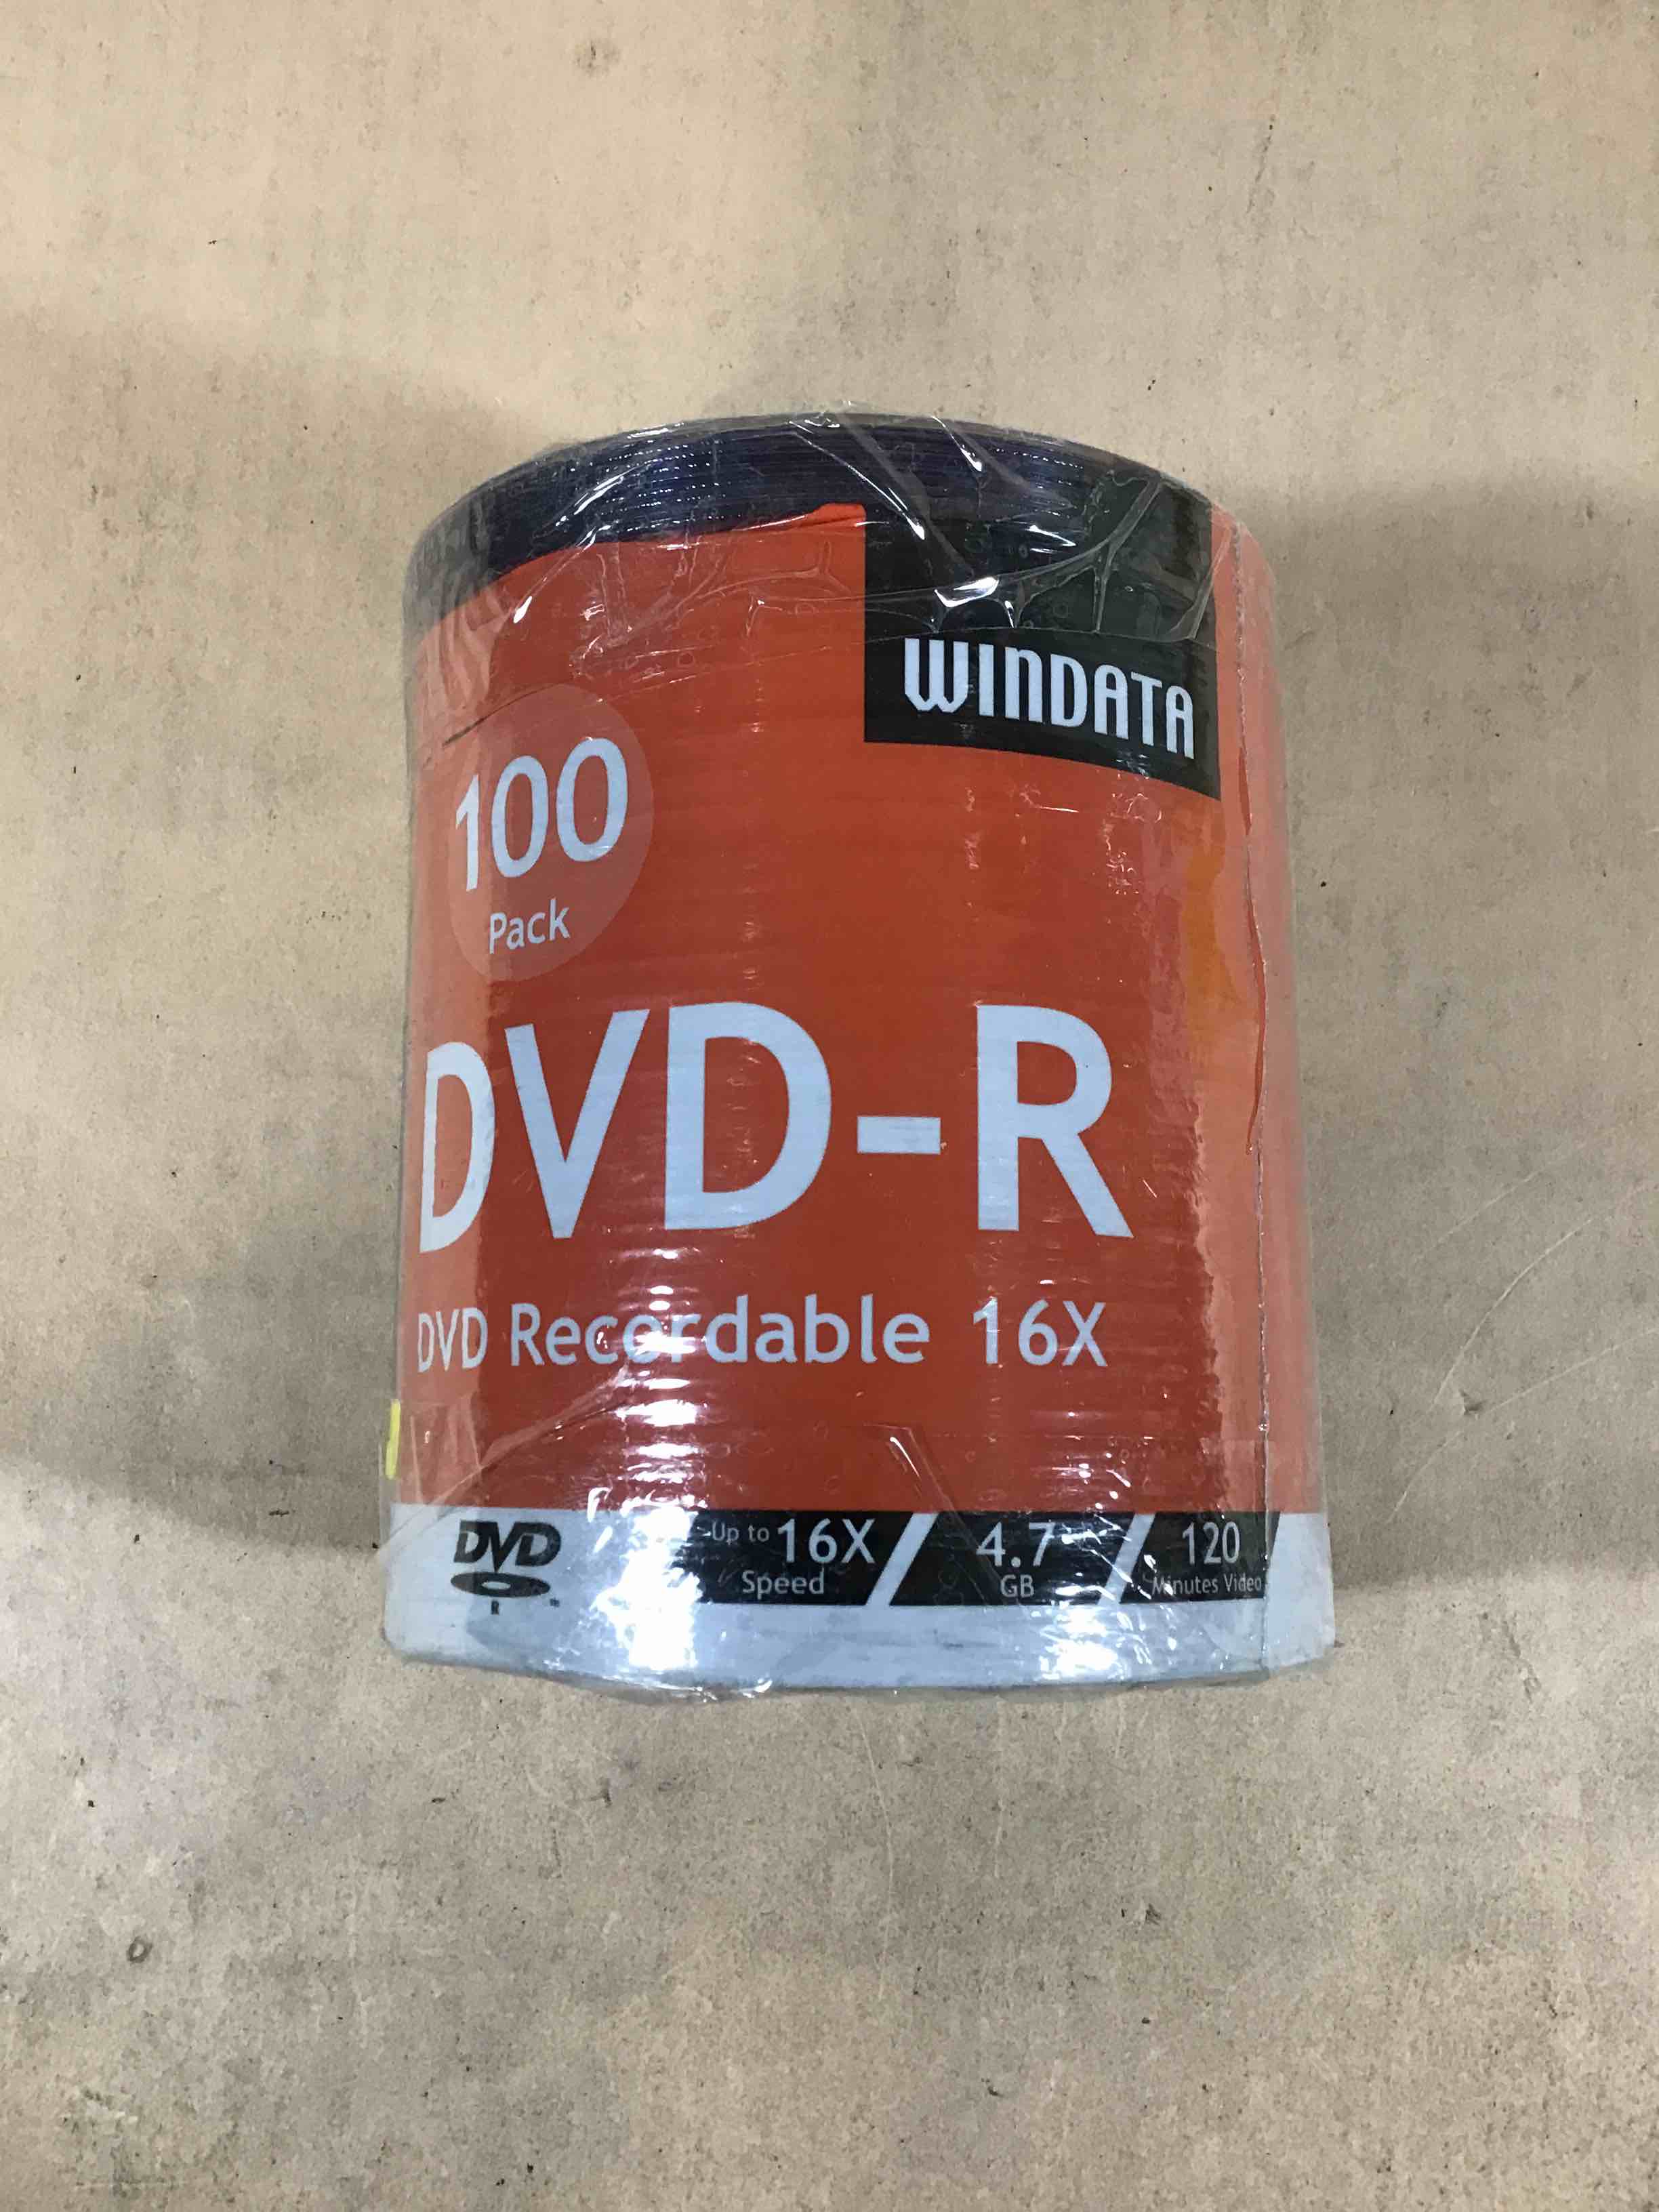 WINDATA
100
Pack
DVD-R
DVD Recordable 16X
DVD
R
Up to 16X
Speed
4.7
GB
120
Minutes Video